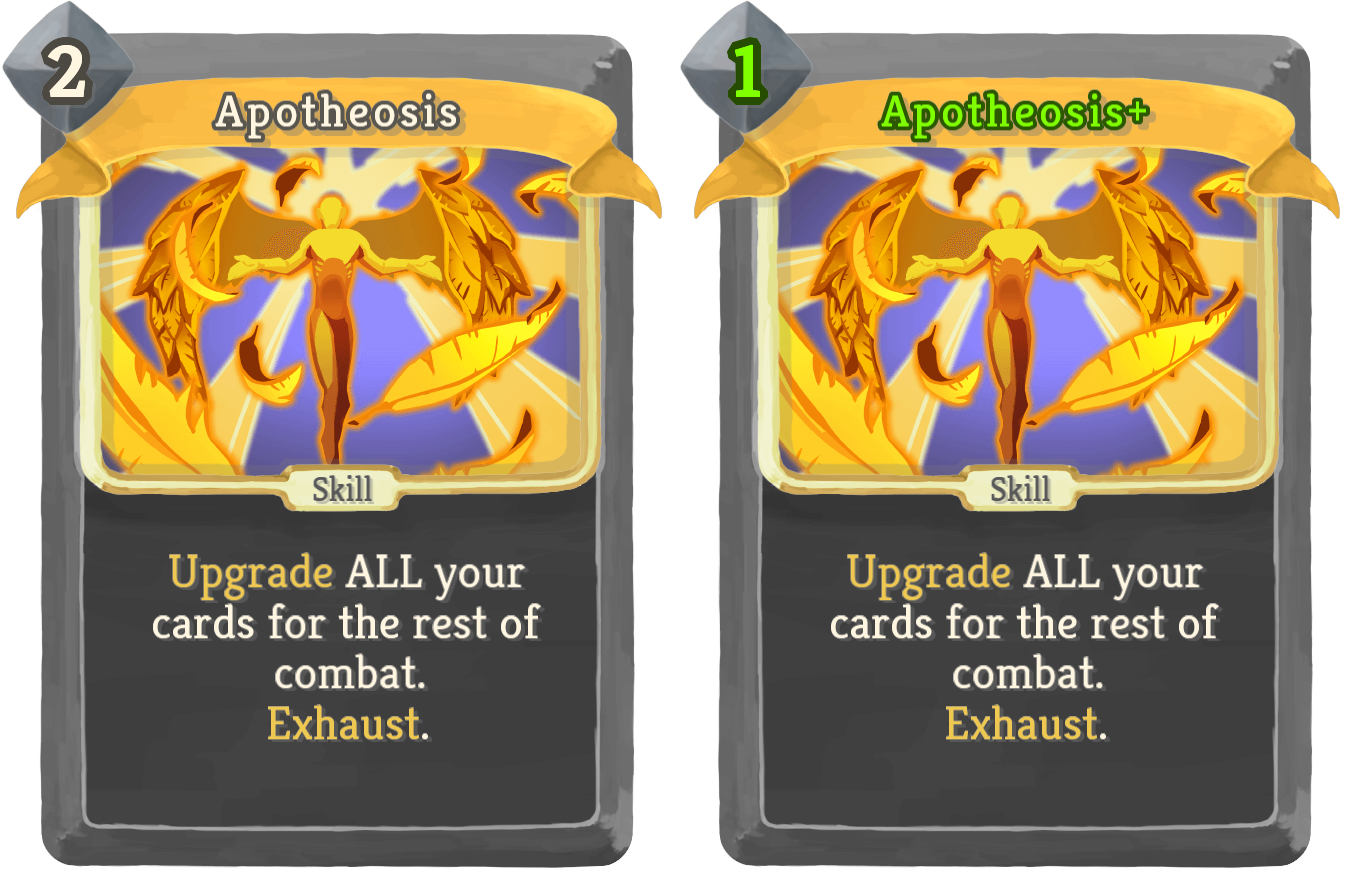 2
Apotheosis
Skill
Upgrade ALL your
cards for the rest of
combat.
Exhaust.
1
Apotheosis+
Skill
Upgrade ALL your
cards for the rest of
combat.
Exhaust.